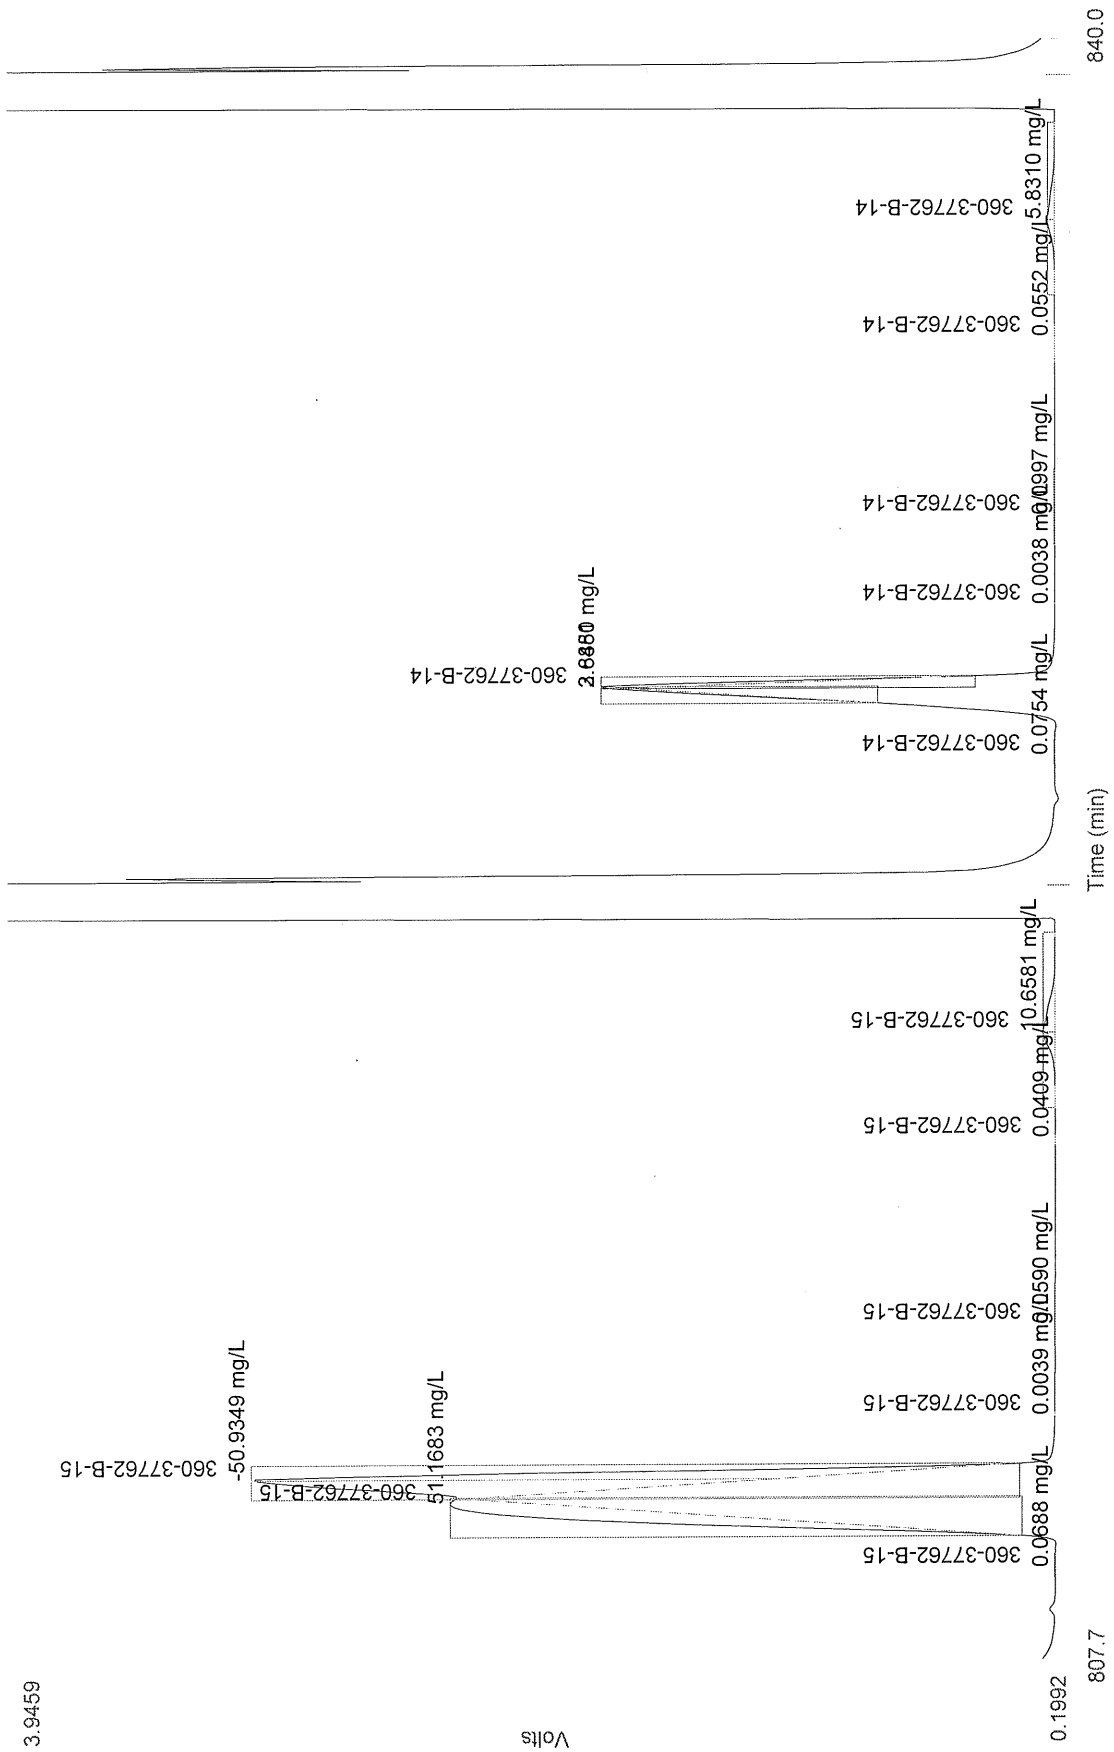 3.9459
Volts
0.1992
807.7
Time (min)
840.0
360-37762-B-15
0.0688 mg/L
360-37762-B-15
51.1683 mg/L
360-37762-B-15
-50.9349 mg/L
360-37762-B-15
0.0039 mg/L
360-37762-B-15
0.0590 mg/L
360-37762-B-15
0.0409 mg/L
360-37762-B-15
10.6581 mg/L
360-37762-B-14
0.0754 mg/L
360-37762-B-14
mg/L
360-37762-B-14
0.0038 mg/L
360-37762-B-14
mg/L
360-37762-B-14
0.0552 mg/L
360-37762-B-14
5.8310 mg/L